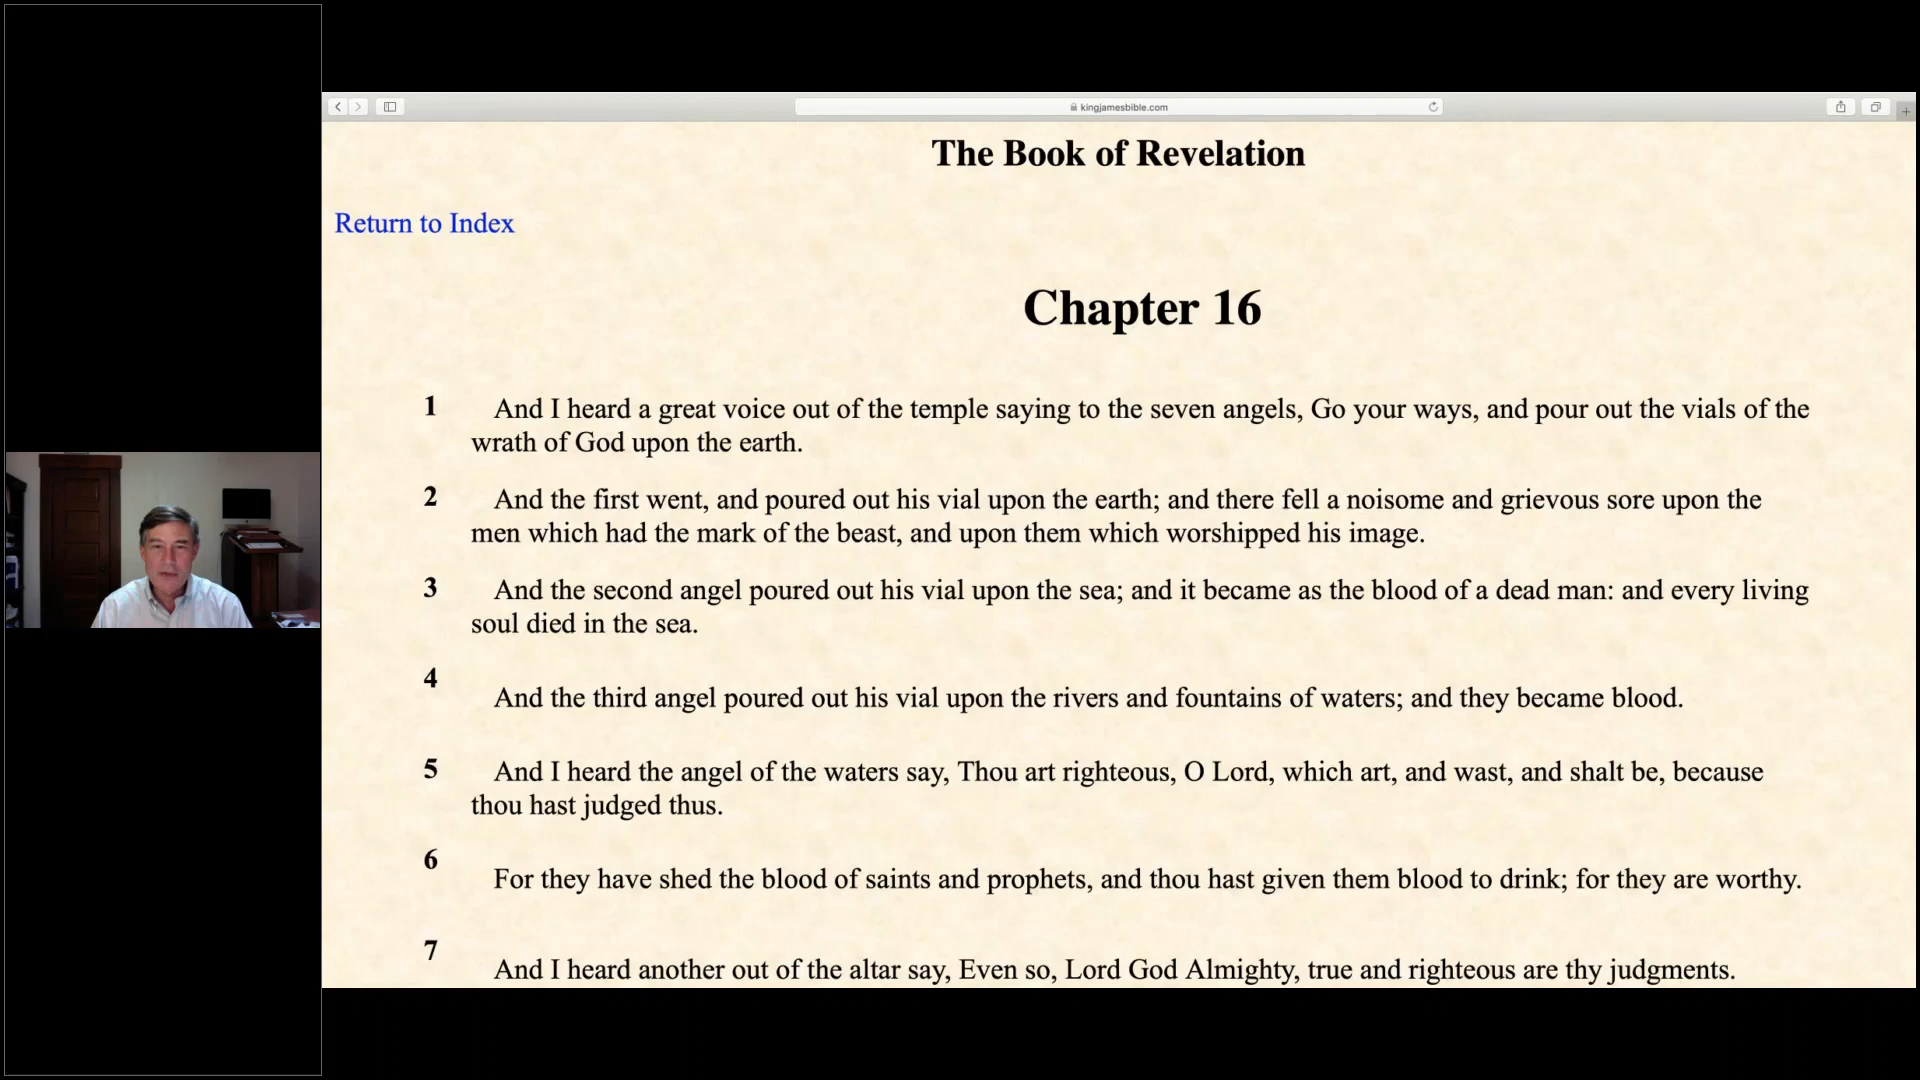 kingjamesbible.com
The Book of Revelation
Return to Index
Chapter 16
1 And I heard a great voice out of the temple saying to the seven angels, Go your ways, and pour out the vials of the
wrath of God upon the earth.
2 And the first went, and poured out his vial upon the earth; and there fell a noisome and grievous sore upon the
men which had the mark of the beast, and upon them which worshipped his image.
3 And the second angel poured out his vial upon the sea; and it became as the blood of a dead man: and every living
soul died in the sea.
4 And the third angel poured out his vial upon the rivers and fountains of waters; and they became blood.
5 And I heard the angel of the waters say, Thou art righteous, O Lord, which art, and wast, and shalt be, because
thou hast judged thus.
6 For they have shed the blood of saints and prophets, and thou hast given them blood to drink; for they are worthy.
7 And I heard another out of the altar say, Even so, Lord God Almighty, true and righteous are thy judgments.